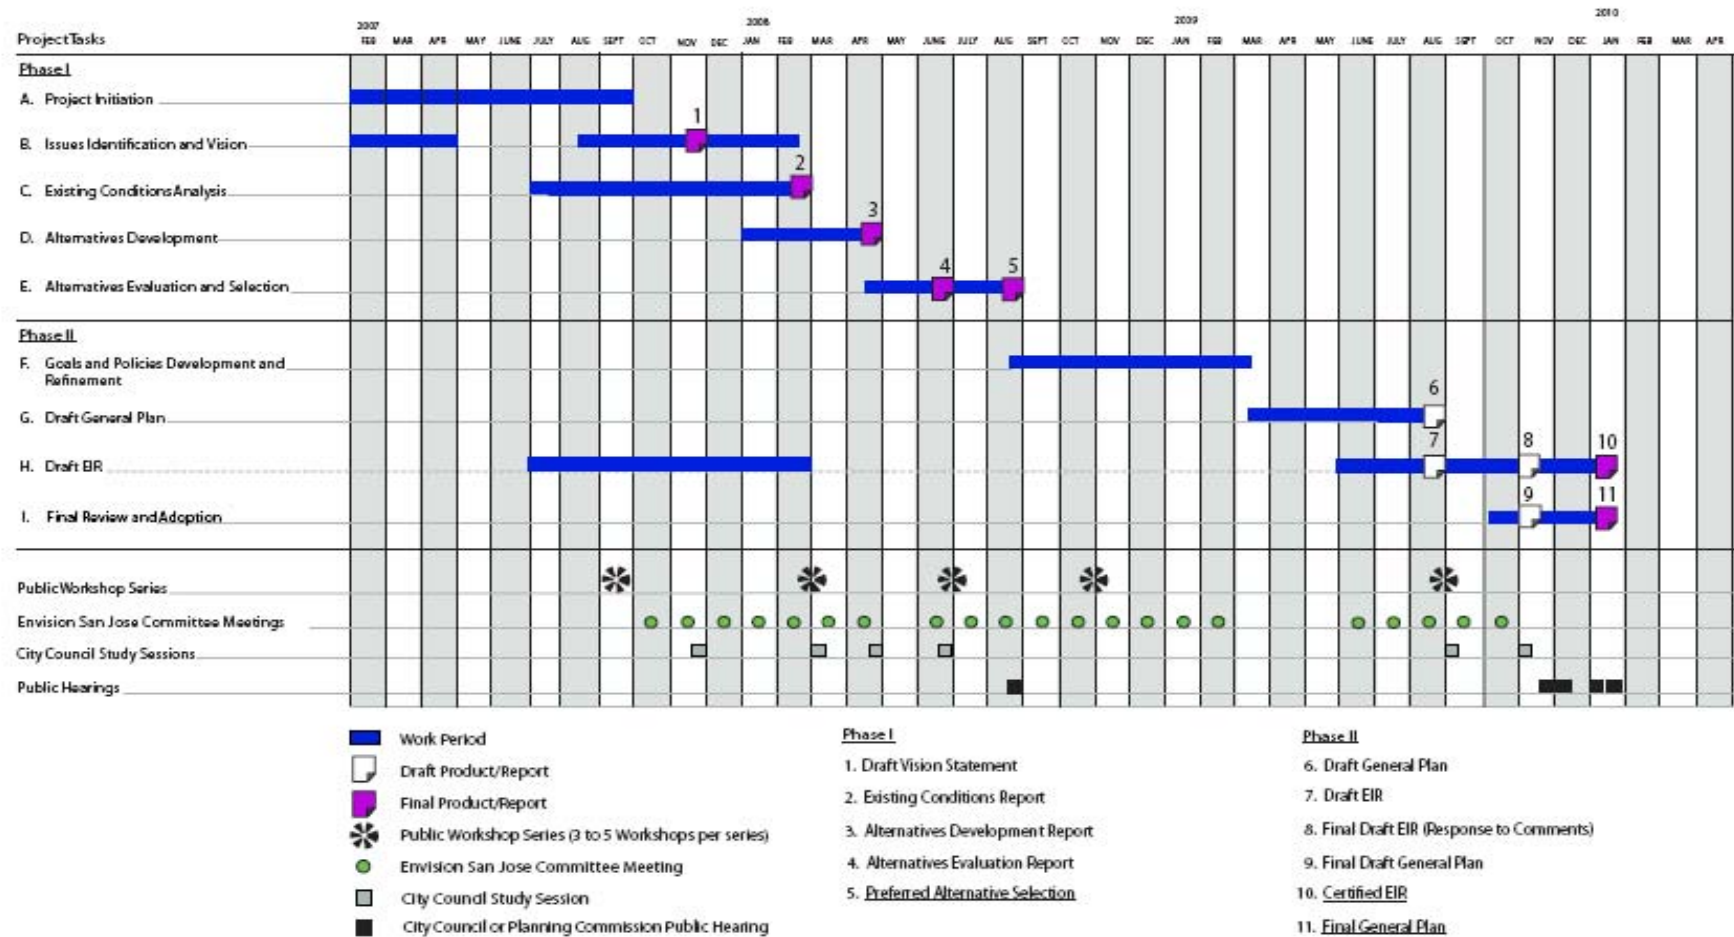 2007 2008 2009 2010
Project Tasks FEB MAR APR MAY JUNE JULY AUG SEPT OCT NOV DEC JAN FEB MAR APR MAY JUNE JULY AUG SEPT OCT NOV DEC JAN FEB MAR APR MAY JUNE JULY AUG SEPT OCT NOV DEC JAN FEB MAR APR
Phase I
A. Project Initiation
1
B. Issues Identification and Vision
2
C. Existing Conditions Analysis
3
D. Alternatives Development
4 5
E. Alternatives Evaluation and Selection
Phase II
F. Goals and Policies Development and
Refinement
6
G. Draft General Plan
7 8 10
H. Draft EIR
9 11
I. Final Review and Adoption
Public Workshop Series
Envision San Jose Committee Meetings
City Council Study Sessions
Public Hearings
Work Period
Draft Product/Report
Final Product/Report
Public Workshop Series (3 to 5 Workshops per series)
Envision San Jose Committee Meeting
City Council Study Session
City Council or Planning Commission Public Hearing
Phase I
1. Draft Vision Statement
2. Existing Conditions Report
3. Alternatives Development Report
4. Alternatives Evaluation Report
5. Preferred Alternative Selection
Phase II
6. Draft General Plan
7. Draft EIR
8. Final Draft EIR (Response to Comments)
9. Final Draft General Plan
10. Certified EIR
11. Final General Plan